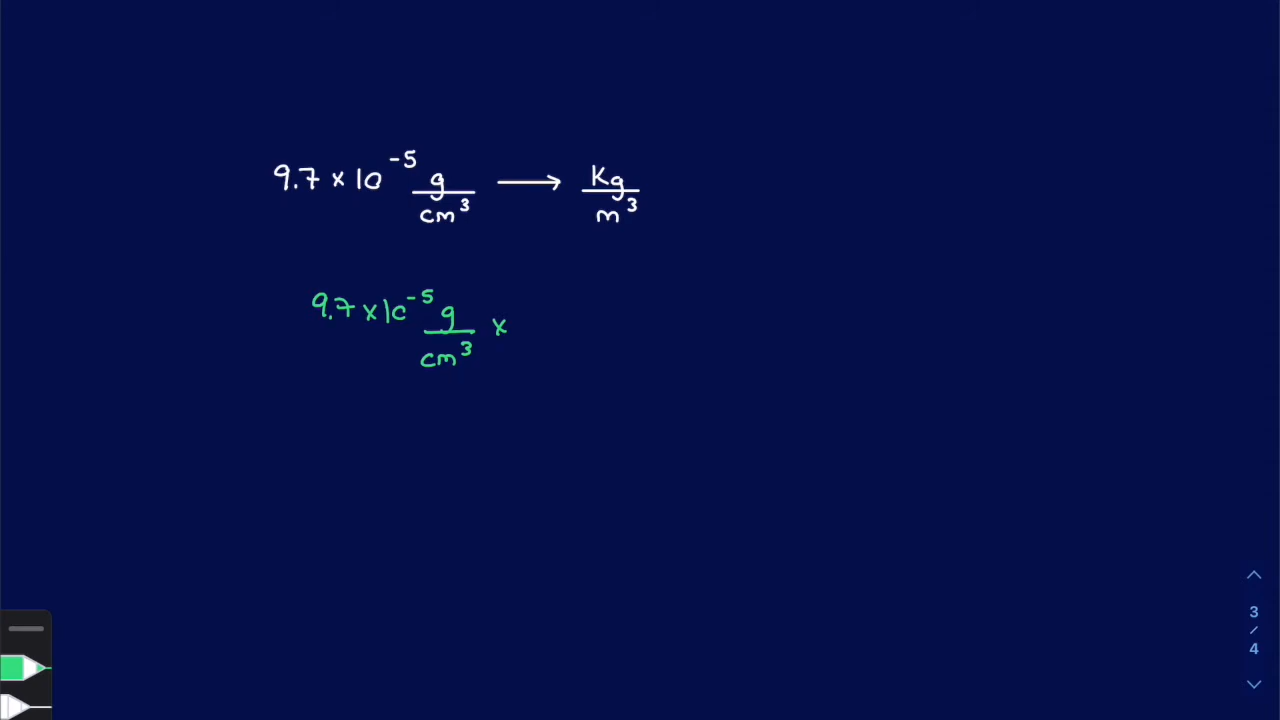 9.7 × 10⁻⁵ g/cm³ → Kg/m³
9.7 × 10⁻⁵ g/cm³ ×
3
/
4